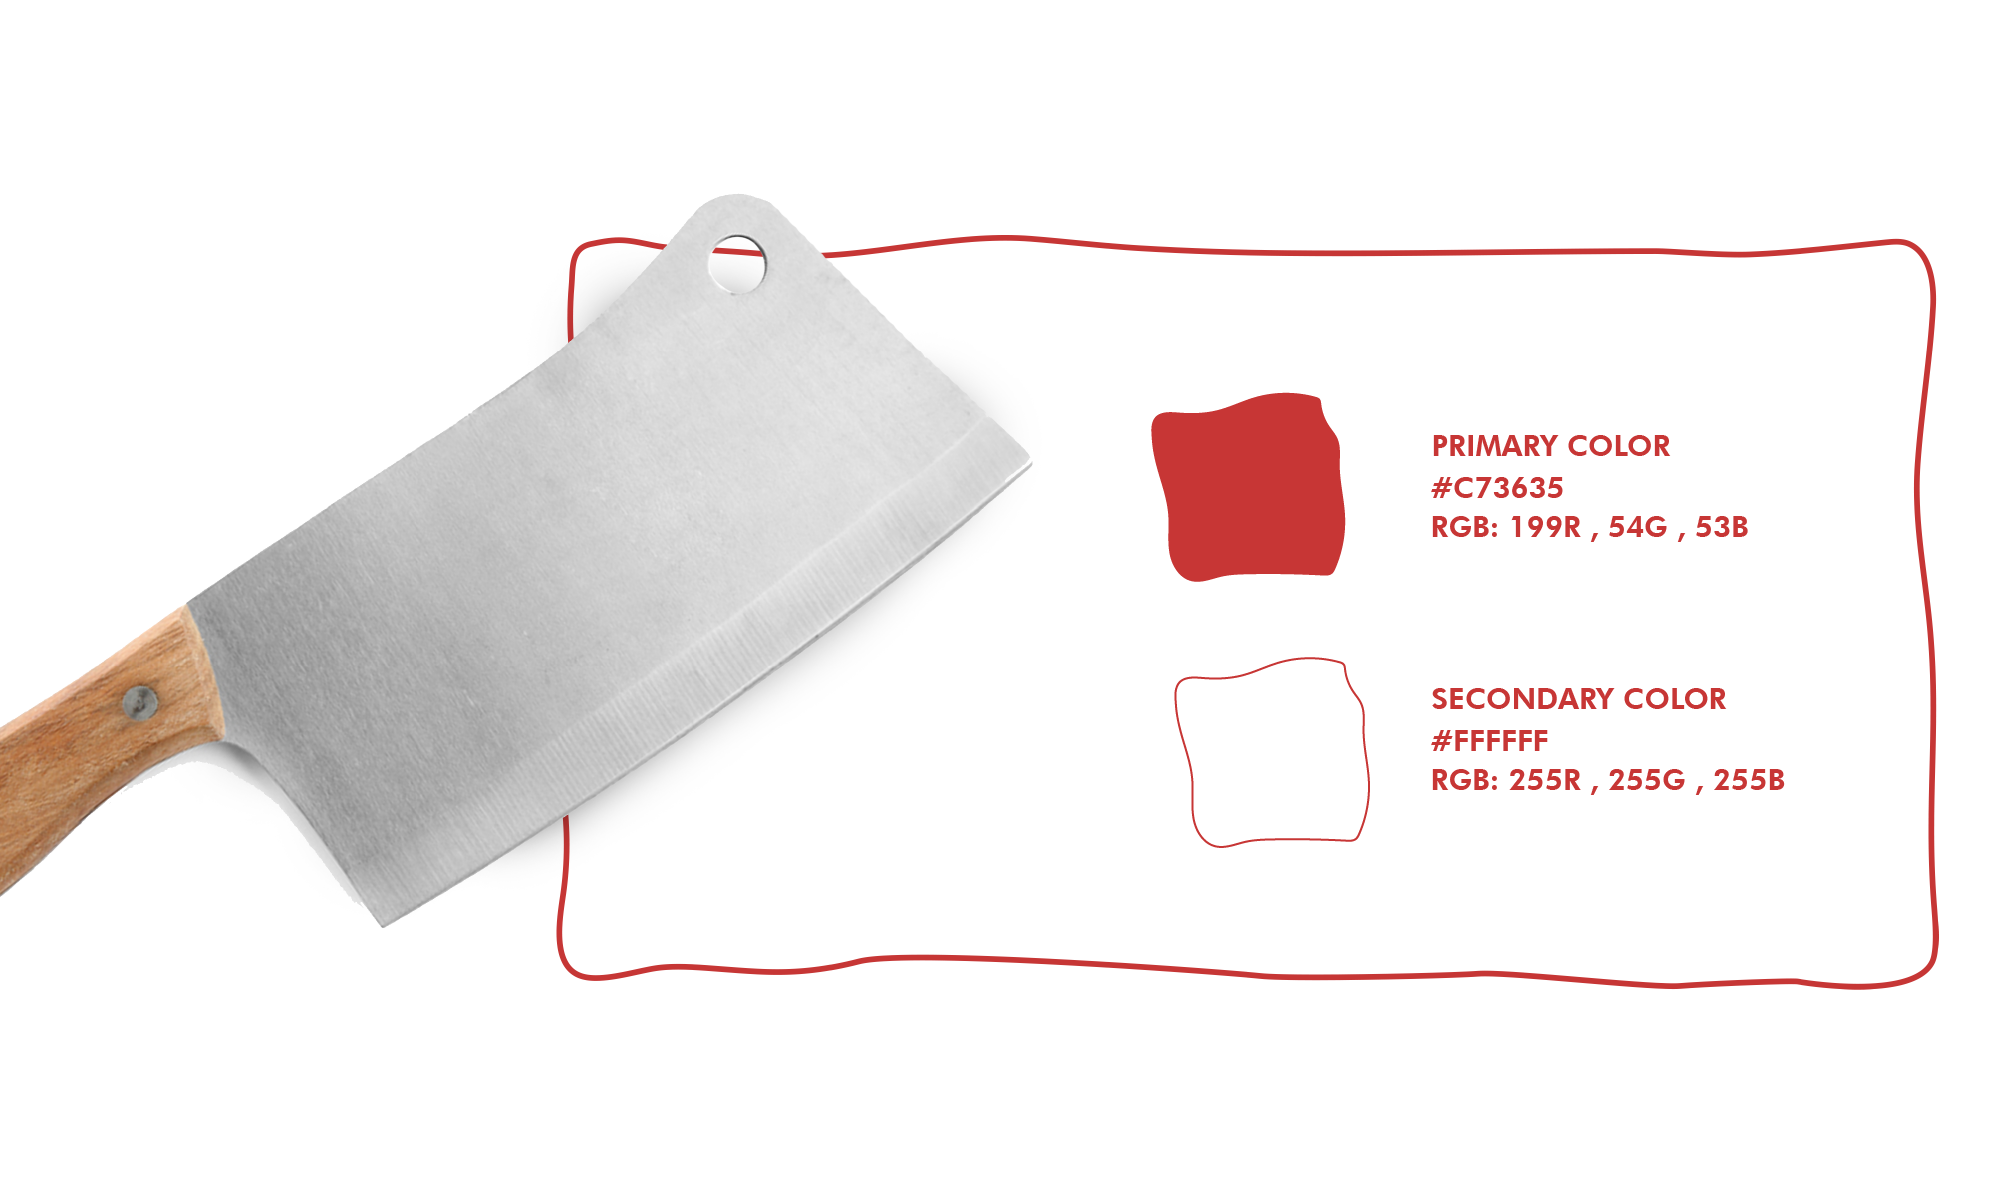 PRIMARY COLOR
#C73635
RGB: 199R , 54G , 53B
SECONDARY COLOR
#FFFFFF
RGB: 255R , 255G , 255B